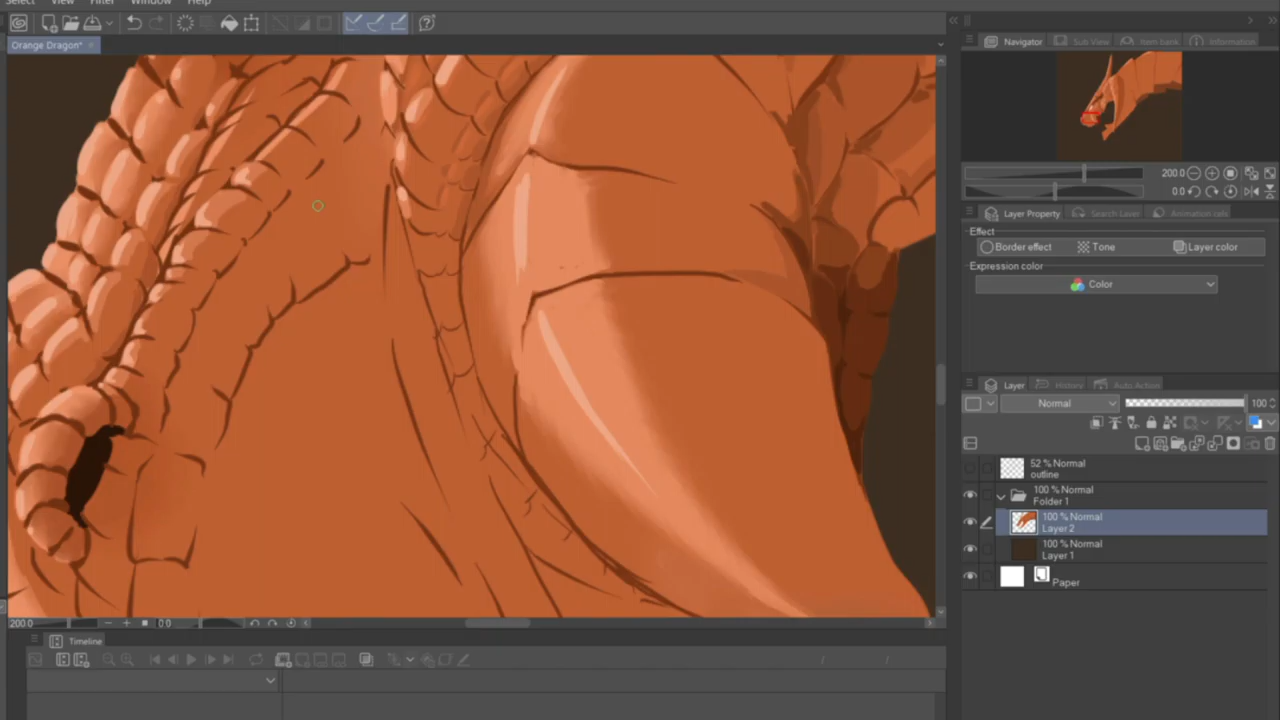 Select View Filter Window Help
Orange Dragon*
Navigator Sub View Item bank Information
200.0
0.0
Layer Property Search Layer Animation cels
Effect
Border effect Tone Layer color
Expression color
Color
Layer History Auto Action
Normal 100
52 % Normal
outline
100 % Normal
Folder 1
100 % Normal
Layer 2
100 % Normal
Layer 1
Paper
200.0 0.0
Timeline